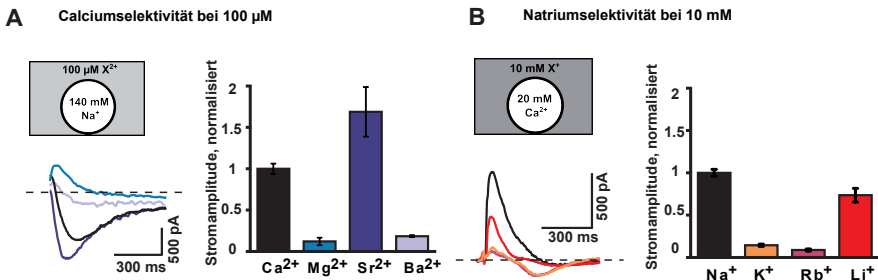 A
Calciumselektivität bei 100 µM
100 µM X²⁺
140 mM
Na⁺
300 ms
500 pA
Stromamplitude, normalisiert
2
1.5
1
0.5
0
Ca²⁺ Mg²⁺ Sr²⁺ Ba²⁺
B
Natriumselektivität bei 10 mM
10 mM X⁺
20 mM
Ca²⁺
300 ms
500 pA
Stromamplitude, normalisiert
2
1.5
1
0.5
0
Na⁺ K⁺ Rb⁺ Li⁺